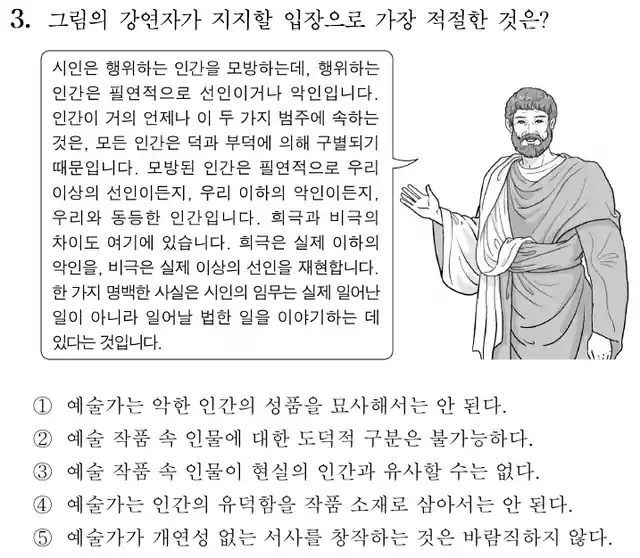 3. 그림의 강연자가 지지할 입장으로 가장 적절한 것은?
시인은 행위하는 인간을 모방하는데, 행위하는
인간은 필연적으로 선인이거나 악인입니다.
인간이 거의 언제나 이 두 가지 범주에 속하는
것은, 모든 인간은 덕과 부덕에 의해 구별되기
때문입니다. 모방된 인간은 필연적으로 우리
이상의 선인이든지, 우리 이하의 악인이든지,
우리와 동등한 인간입니다. 희극과 비극의
차이도 여기에 있습니다. 희극은 실제 이하의
악인을, 비극은 실제 이상의 선인을 재현합니다.
한 가지 명백한 사실은 시인의 임무는 실제 일어난
일이 아니라 일어날 법한 일을 이야기하는 데
있다는 것입니다.
① 예술가는 악한 인간의 성품을 묘사해서는 안 된다.
② 예술 작품 속 인물에 대한 도덕적 구분은 불가능하다.
③ 예술 작품 속 인물이 현실의 인간과 유사할 수는 없다.
④ 예술가는 인간의 유덕함을 작품 소재로 삼아서는 안 된다.
⑤ 예술가가 개연성 없는 서사를 창작하는 것은 바람직하지 않다.